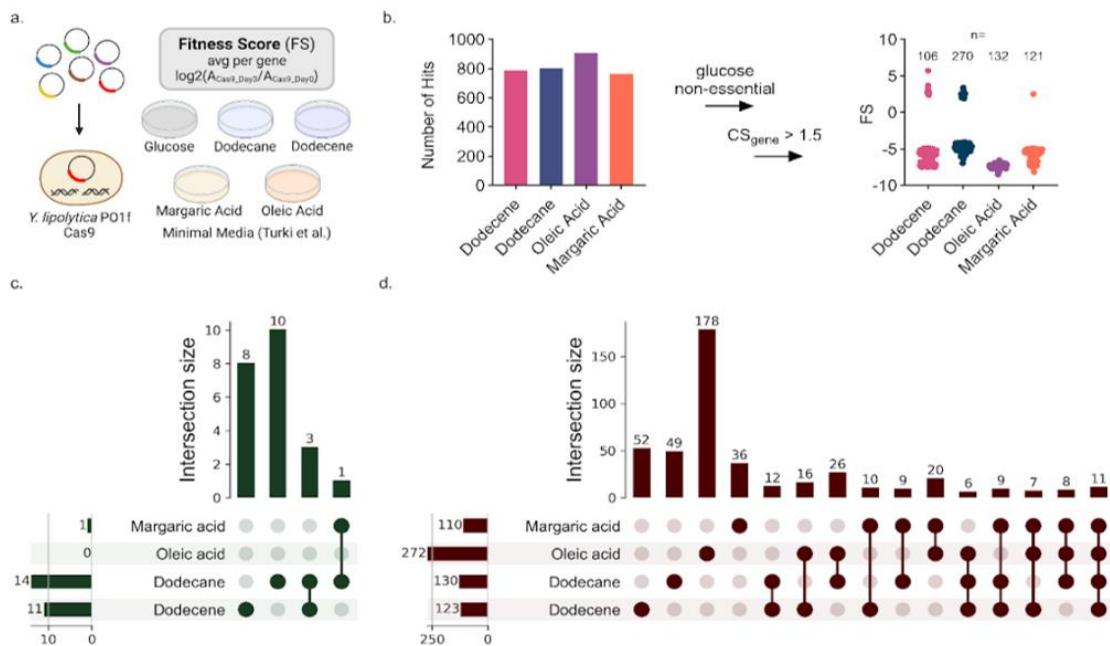 a.
Fitness Score (FS)
avg per gene
log2(ACas9_Day3/ACas9_Day0)
Glucose
Dodecane
Dodecene
Margaric Acid
Oleic Acid
Minimal Media (Turki et al.)
Y. lipolytica PO1f
Cas9
b.
Number of Hits
1000
800
600
400
200
0
Dodecene
Dodecane
Oleic Acid
Margaric Acid
glucose
non-essential
CSgene > 1.5
n=
106 270 132 121
FS
10
5
0
-5
-10
Dodecene
Dodecane
Oleic Acid
Margaric Acid
c.
Intersection size
10
8
6
4
2
0
8 10 3 1
Margaric acid
Oleic acid
Dodecane
Dodecene
1
0
14
11
10 0
d.
Intersection size
150
100
50
0
52 49 178 36 12 16 26 10 9 20 6 9 7 8 11
Margaric acid
Oleic acid
Dodecane
Dodecene
110
272
130
123
250 0